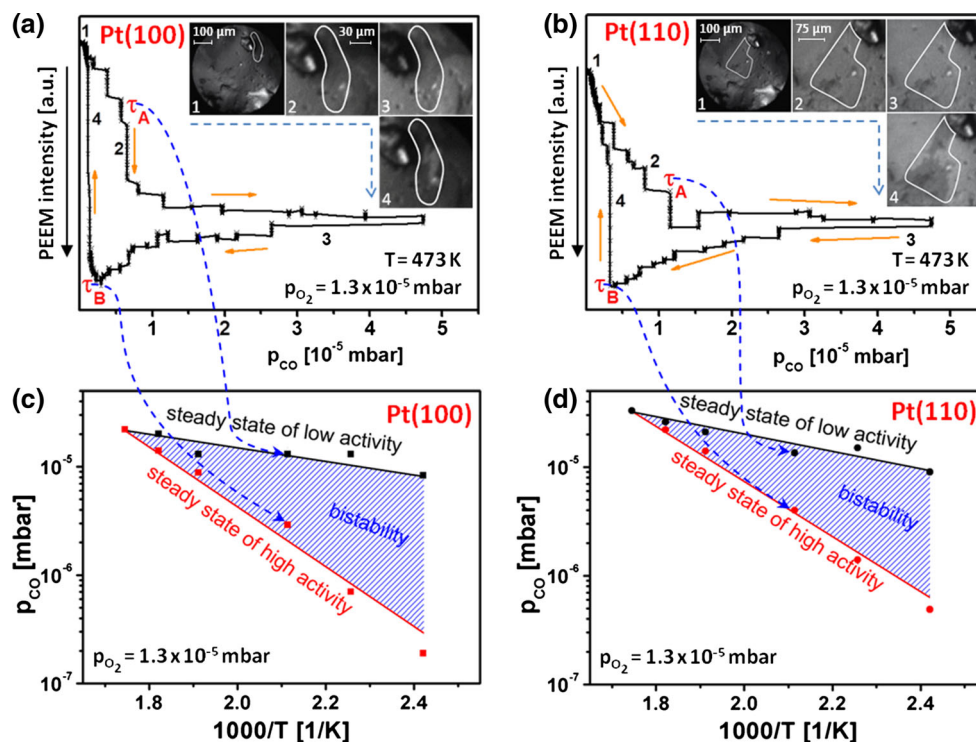 (a)
Pt(100)
100 µm
30 µm
1
2
3
4
PEEM intensity [a.u.]
1
4
2
τA
3
τB
T = 473 K
pO₂ = 1.3 x 10⁻⁵ mbar
1 2 3 4 5
pCO [10⁻⁵ mbar]
(b)
Pt(110)
100 µm
75 µm
1
2
3
4
PEEM intensity [a.u.]
1
2
4
τA
3
τB
T = 473 K
pO₂ = 1.3 x 10⁻⁵ mbar
0 1 2 3 4 5
pCO [10⁻⁵ mbar]
(c)
Pt(100)
steady state of low activity
bistability
steady state of high activity
pO₂ = 1.3 x 10⁻⁵ mbar
pCO [mbar]
10⁻⁵
10⁻⁶
10⁻⁷
1.8 2.0 2.2 2.4
1000/T [1/K]
(d)
Pt(110)
steady state of low activity
bistability
steady state of high activity
pO₂ = 1.3 x 10⁻⁵ mbar
pCO [mbar]
10⁻⁵
10⁻⁶
10⁻⁷
1.8 2.0 2.2 2.4
1000/T [1/K]